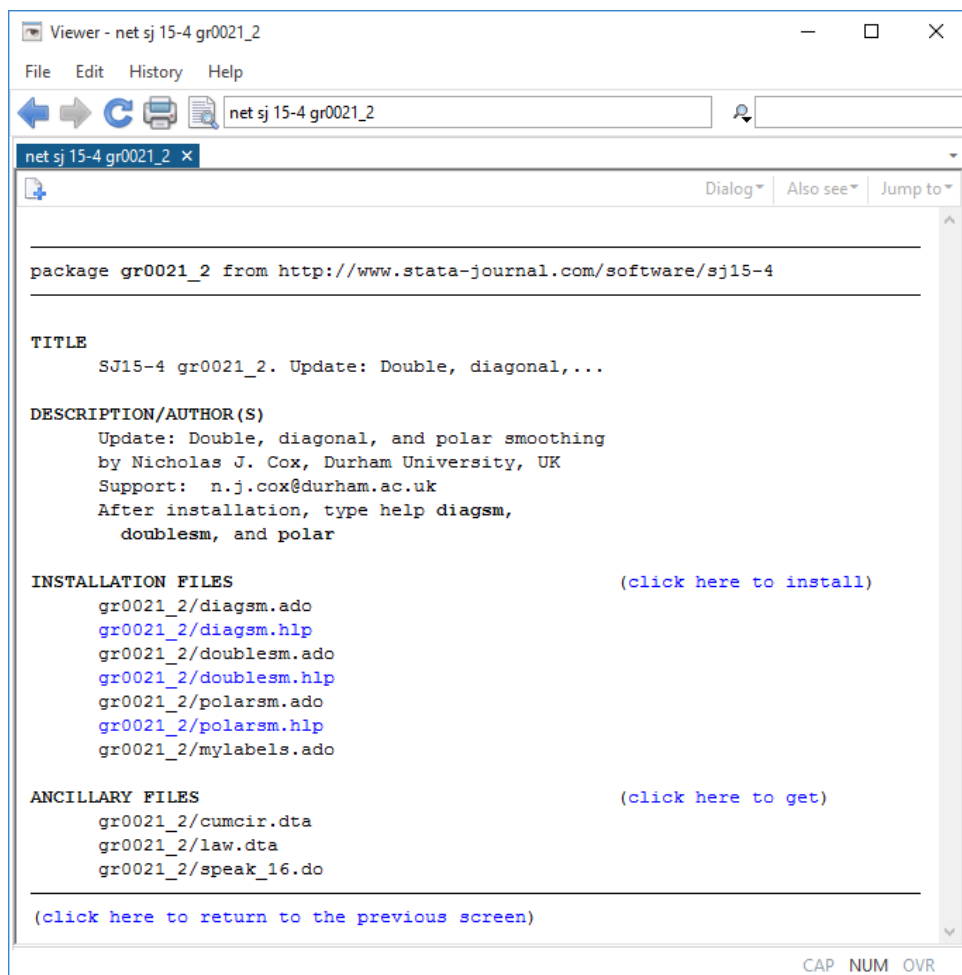 Viewer - net sj 15-4 gr0021_2
File Edit History Help
net sj 15-4 gr0021_2
net sj 15-4 gr0021_2
Dialog Also see Jump to
package gr0021_2 from http://www.stata-journal.com/software/sj15-4
TITLE
SJ15-4 gr0021_2. Update: Double, diagonal,...
DESCRIPTION/AUTHOR(S)
Update: Double, diagonal, and polar smoothing
by Nicholas J. Cox, Durham University, UK
Support: n.j.cox@durham.ac.uk
After installation, type help diagsm,
doublesm, and polar
INSTALLATION FILES (click here to install)
gr0021_2/diagsm.ado
gr0021_2/diagsm.hlp
gr0021_2/doublesm.ado
gr0021_2/doublesm.hlp
gr0021_2/polarsm.ado
gr0021_2/polarsm.hlp
gr0021_2/mylabels.ado
ANCILLARY FILES (click here to get)
gr0021_2/cumcir.dta
gr0021_2/law.dta
gr0021_2/speak_16.do
(click here to return to the previous screen)
CAP NUM OVR